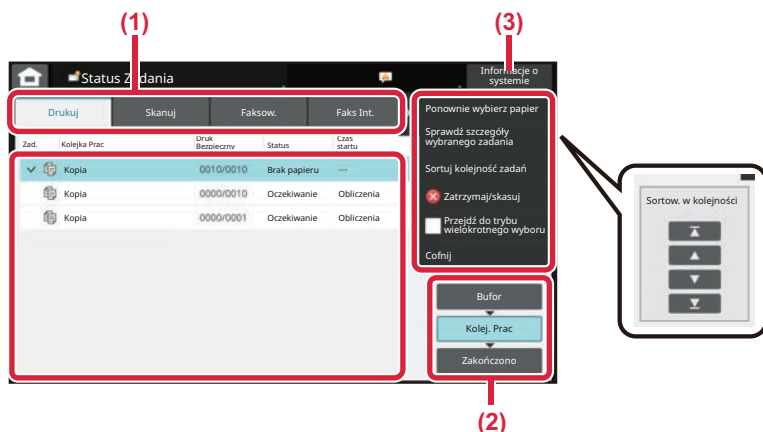 (1)
(3)
Status Zadania
Informacje o
systemie
Drukuj
Skanuj
Faksow.
Faks Int.
Zad.
Kolejka Prac
Druk
Bezpieczny
Status
Czas
startu
Kopia
0010/0010
Brak papieru
Kopia
0000/0010
Oczekiwanie
Obliczenia
Kopia
0000/0001
Oczekiwanie
Obliczenia
Ponownie wybierz papier
Sprawdź szczegóły
wybranego zadania
Sortuj kolejność zadań
Zatrzymaj/skasuj
Przejdź do trybu
wielokrotnego wyboru
Cofnij
Bufor
Kolej. Prac
Zakończono
Sortow. w kolejności
(2)